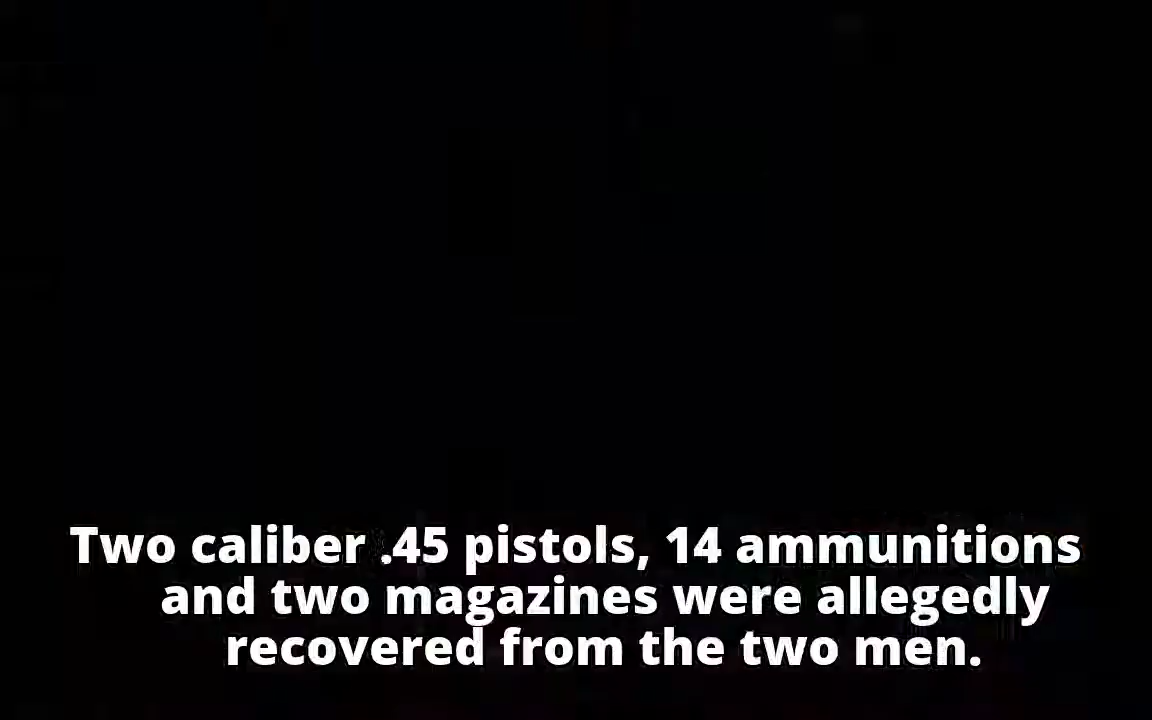 Two caliber .45 pistols, 14 ammunitions
and two magazines were allegedly
recovered from the two men.